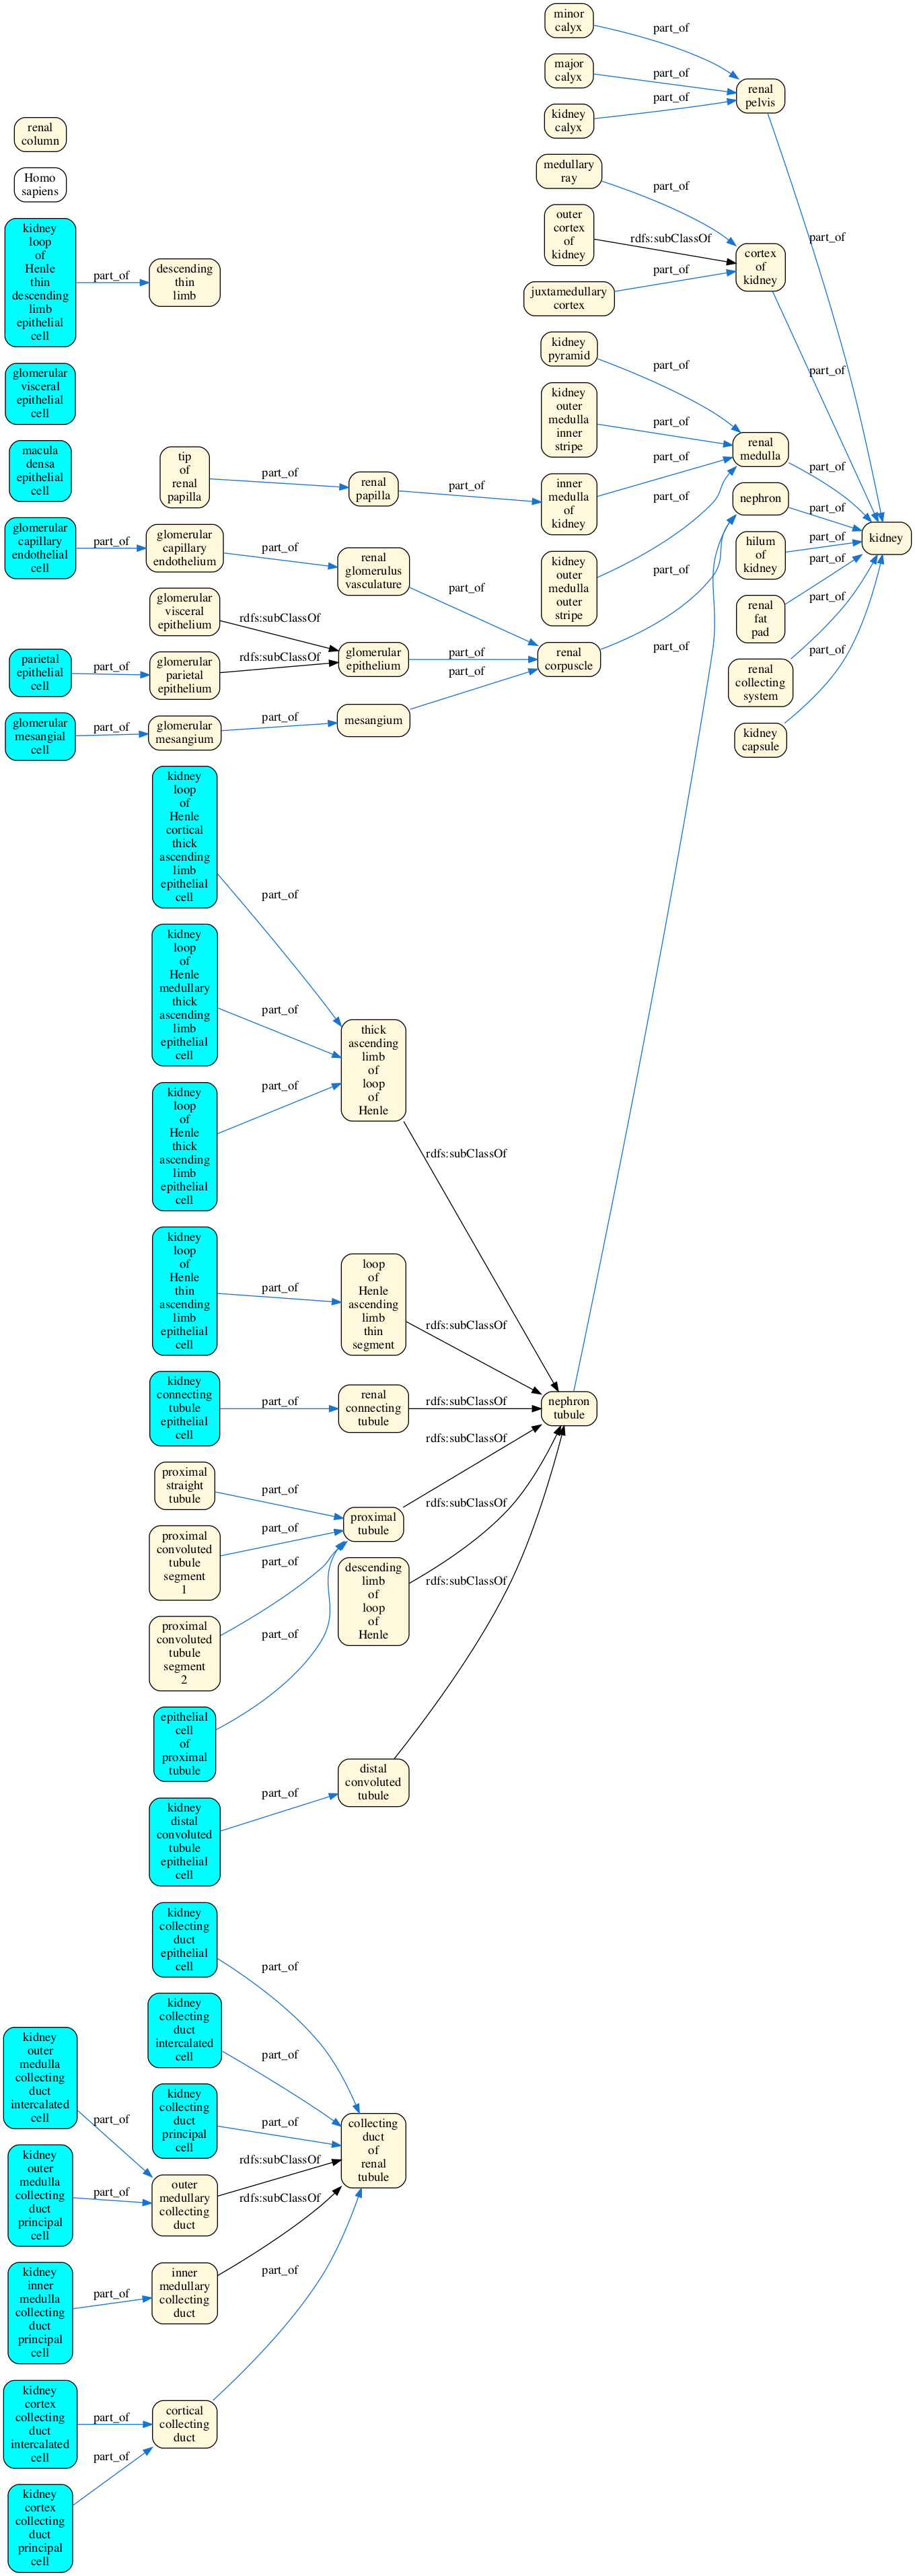 minor
calyx
part_of
major
calyx
part_of
renal
pelvis
part_of
kidney
calyx
renal
column
medullary
ray
part_of
Homo
sapiens
outer
cortex
of
kidney
rdfs:subClassOf
part_of
cortex
of
kidney
part_of
juxtamedullary
cortex
kidney
loop
of
Henle
thin
descending
limb
epithelial
cell
part_of
descending
thin
limb
kidney
pyramid
part_of
part_of
glomerular
visceral
epithelial
cell
kidney
outer
medulla
inner
stripe
part_of
renal
medulla
part_of
macula
densa
epithelial
cell
tip
of
renal
papilla
part_of
renal
papilla
part_of
inner
medulla
of
kidney
part_of
part_of
nephron
part_of
kidney
glomerular
capillary
endothelial
cell
part_of
glomerular
capillary
endothelium
part_of
renal
glomerulus
vasculature
part_of
kidney
outer
medulla
outer
stripe
part_of
hilum
of
kidney
part_of
part_of
renal
fat
pad
part_of
glomerular
visceral
epithelium
rdfs:subClassOf
parietal
epithelial
cell
part_of
glomerular
parietal
epithelium
rdfs:subClassOf
glomerular
epithelium
part_of
part_of
renal
corpuscle
part_of
renal
collecting
system
part_of
glomerular
mesangial
cell
part_of
glomerular
mesangium
part_of
mesangium
kidney
capsule
kidney
loop
of
Henle
cortical
thick
ascending
limb
epithelial
cell
part_of
kidney
loop
of
Henle
medullary
thick
ascending
limb
epithelial
cell
part_of
thick
ascending
limb
of
loop
of
Henle
kidney
loop
of
Henle
thick
ascending
limb
epithelial
cell
part_of
rdfs:subClassOf
kidney
loop
of
Henle
thin
ascending
limb
epithelial
cell
part_of
loop
of
Henle
ascending
limb
thin
segment
rdfs:subClassOf
kidney
connecting
tubule
epithelial
cell
part_of
renal
connecting
tubule
rdfs:subClassOf
nephron
tubule
proximal
straight
tubule
part_of
rdfs:subClassOf
proximal
convoluted
tubule
segment
1
part_of
part_of
proximal
tubule
rdfs:subClassOf
proximal
convoluted
tubule
segment
2
part_of
descending
limb
of
loop
of
Henle
rdfs:subClassOf
epithelial
cell
of
proximal
tubule
kidney
distal
convoluted
tubule
epithelial
cell
part_of
distal
convoluted
tubule
kidney
collecting
duct
epithelial
cell
part_of
kidney
collecting
duct
intercalated
cell
part_of
kidney
outer
medulla
collecting
duct
intercalated
cell
part_of
kidney
collecting
duct
principal
cell
part_of
collecting
duct
of
renal
tubule
kidney
outer
medulla
collecting
duct
principal
cell
part_of
outer
medullary
collecting
duct
rdfs:subClassOf
rdfs:subClassOf
kidney
inner
medulla
collecting
duct
principal
cell
part_of
inner
medullary
collecting
duct
part_of
kidney
cortex
collecting
duct
intercalated
cell
part_of
cortical
collecting
duct
part_of
kidney
cortex
collecting
duct
principal
cell